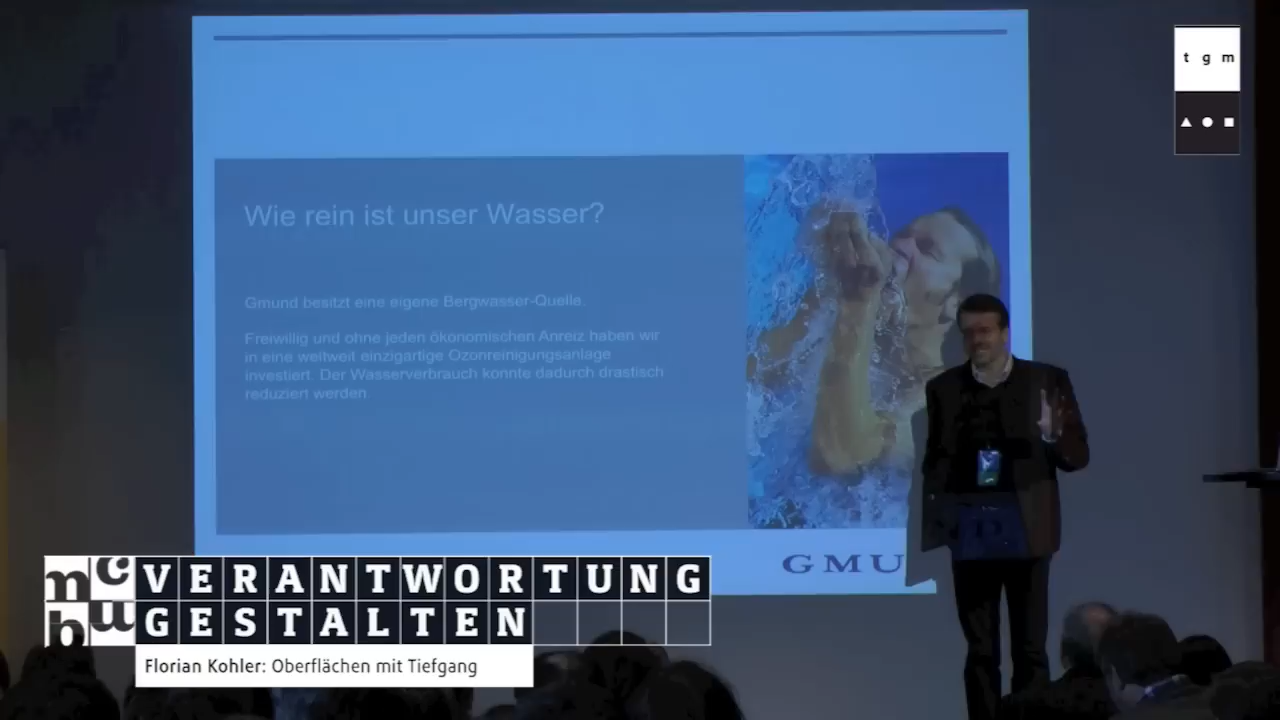 t g m
Wie rein ist unser Wasser?
Gmund besitzt eine eigene Bergwasser-Quelle.
Freiwillig und ohne jeden ökonomischen Anreiz haben wir
in eine weltweit einzigartige Ozonreinigungsanlage
investiert. Der Wasserverbrauch konnte dadurch drastisch
reduziert werden.
GMU
D
mcbw
VERANTWORTUNG
GESTALTEN
Florian Kohler: Oberflächen mit Tiefgang